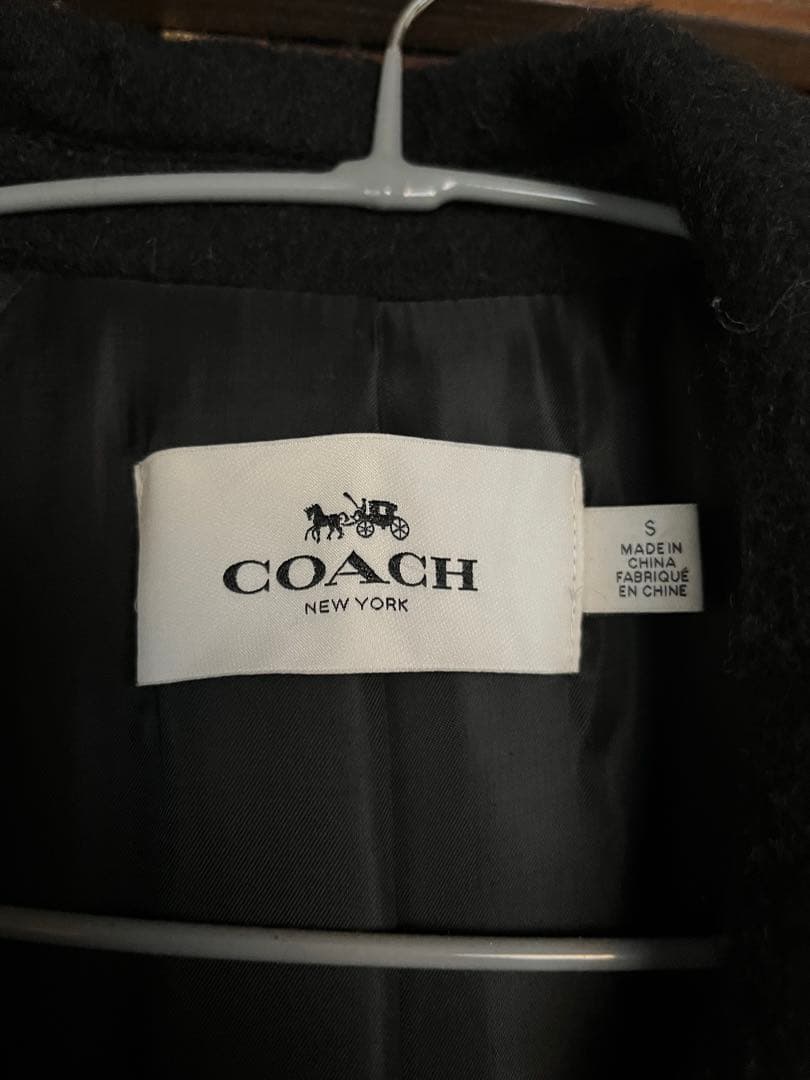 COACH
NEW YORK
S
MADE IN
CHINA
FABRIQUÉ
EN CHINE